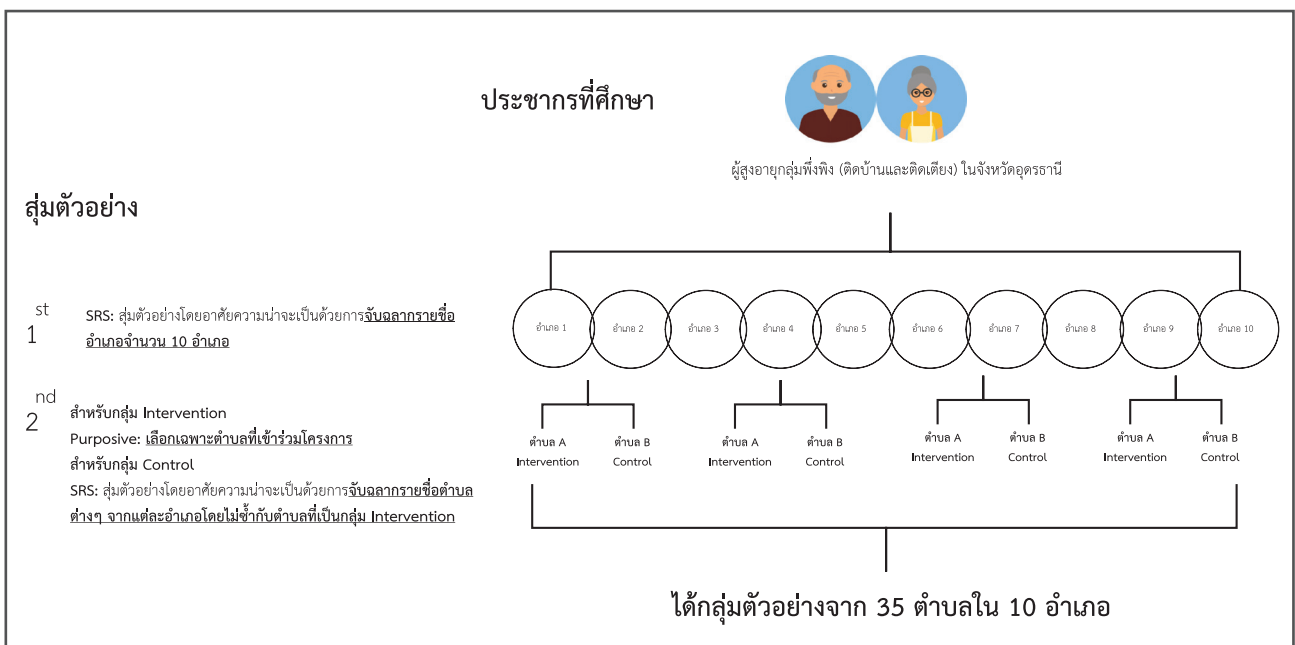 ประชากรที่ศึกษา
ผู้สูงอายุกลุ่มพึ่งพิง (ติดบ้านและติดเตียง) ในจังหวัดอุดรธานี
สุ่มตัวอย่าง
1st
SRS: สุ่มตัวอย่างโดยอาศัยความน่าจะเป็นด้วยการจับฉลากรายชื่อ
อำเภอจำนวน 10 อำเภอ
2nd
สำหรับกลุ่ม Intervention
Purposive: เลือกเฉพาะตำบลที่เข้าร่วมโครงการ
สำหรับกลุ่ม Control
SRS: สุ่มตัวอย่างโดยอาศัยความน่าจะเป็นด้วยการจับฉลากรายชื่อตำบล
ต่างๆ จากแต่ละอำเภอโดยไม่ซ้ำกับตำบลที่เป็นกลุ่ม Intervention
อำเภอ 1
อำเภอ 2
อำเภอ 3
อำเภอ 4
อำเภอ 5
อำเภอ 6
อำเภอ 7
อำเภอ 8
อำเภอ 9
อำเภอ 10
ตำบล A
Intervention
ตำบล B
Control
ตำบล A
Intervention
ตำบล B
Control
ตำบล A
Intervention
ตำบล B
Control
ตำบล A
Intervention
ตำบล B
Control
ได้กลุ่มตัวอย่างจาก 35 ตำบลใน 10 อำเภอ